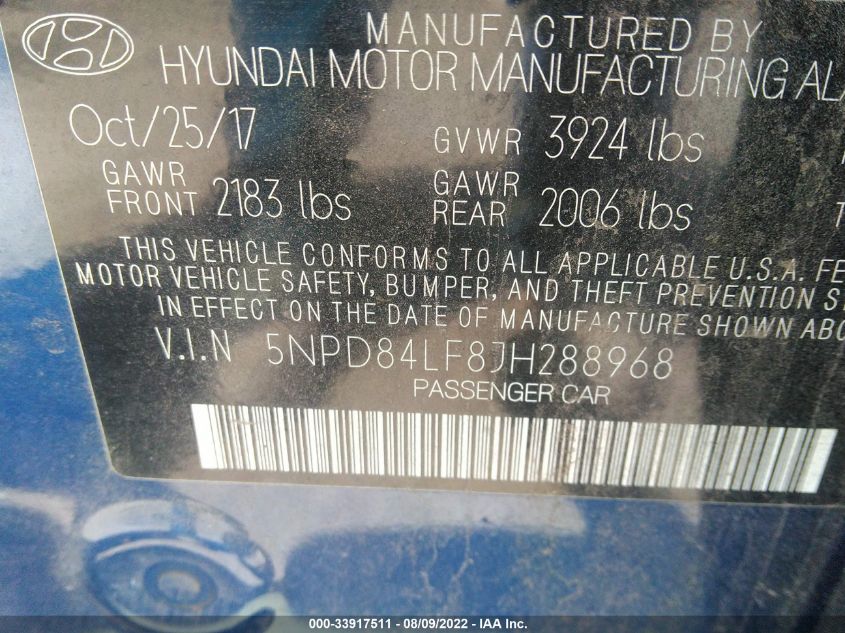 MANUFACTURED BY
HYUNDAI MOTOR MANUFACTURING
Oct/25/17 GVWR 3924 lbs
GAWR FRONT 2183 lbs GAWR REAR 2006 lbs
THIS VEHICLE CONFORMS TO ALL APPLICABLE U.S.A.
MOTOR VEHICLE SAFETY, BUMPER, AND THEFT PREVENTION
IN EFFECT ON THE DATE OF MANUFACTURE SHOWN
V.I.N 5NPD84LF8JH288968
PASSENGER CAR
000-33917511 - 08/09/2022 - Copyright IAA, Inc.